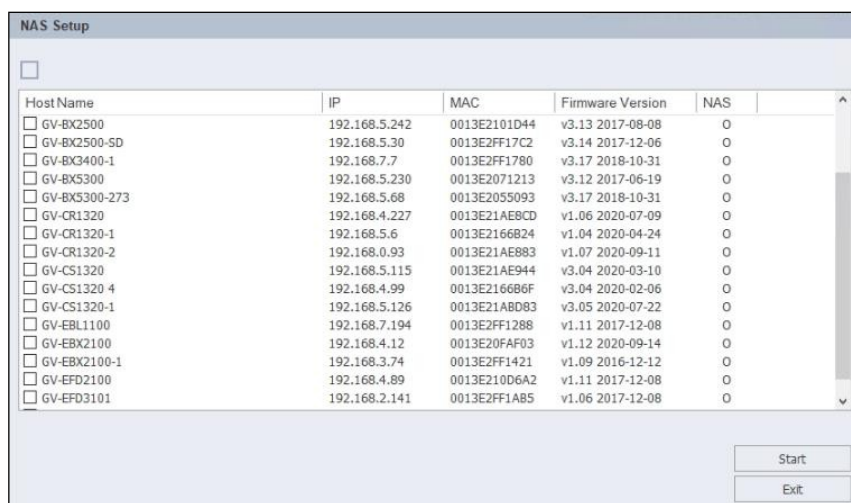 NAS Setup
Host Name IP MAC Firmware Version NAS
GV-BX2500 192.168.5.242 0013E2101D44 v3.13 2017-08-08 O
GV-BX2500-SD 192.168.5.30 0013E2FF17C2 v3.14 2017-12-06 O
GV-BX3400-1 192.168.7.7 0013E2FF1780 v3.17 2018-10-31 O
GV-BX5300 192.168.5.230 0013E2071213 v3.12 2017-06-19 O
GV-BX5300-273 192.168.5.68 0013E2055093 v3.17 2018-10-31 O
GV-CR1320 192.168.4.227 0013E21AE8CD v1.06 2020-07-09 O
GV-CR1320-1 192.168.5.6 0013E2166B24 v1.04 2020-04-24 O
GV-CR1320-2 192.168.0.93 0013E21AE883 v1.07 2020-09-11 O
GV-CS1320 192.168.5.115 0013E21AE944 v3.04 2020-03-10 O
GV-CS1320 4 192.168.4.99 0013E2166B6F v3.04 2020-02-06 O
GV-CS1320-1 192.168.5.126 0013E21ABD83 v3.05 2020-07-22 O
GV-EBL1100 192.168.7.194 0013E2FF1288 v1.11 2017-12-08 O
GV-EBX2100 192.168.4.12 0013E20FAF03 v1.12 2020-09-14 O
GV-EBX2100-1 192.168.3.74 0013E2FF1421 v1.09 2016-12-12 O
GV-EFD2100 192.168.4.89 0013E210D6A2 v1.11 2017-12-08 O
GV-EFD3101 192.168.2.141 0013E2FF1AB5 v1.06 2017-12-08 O
Start
Exit